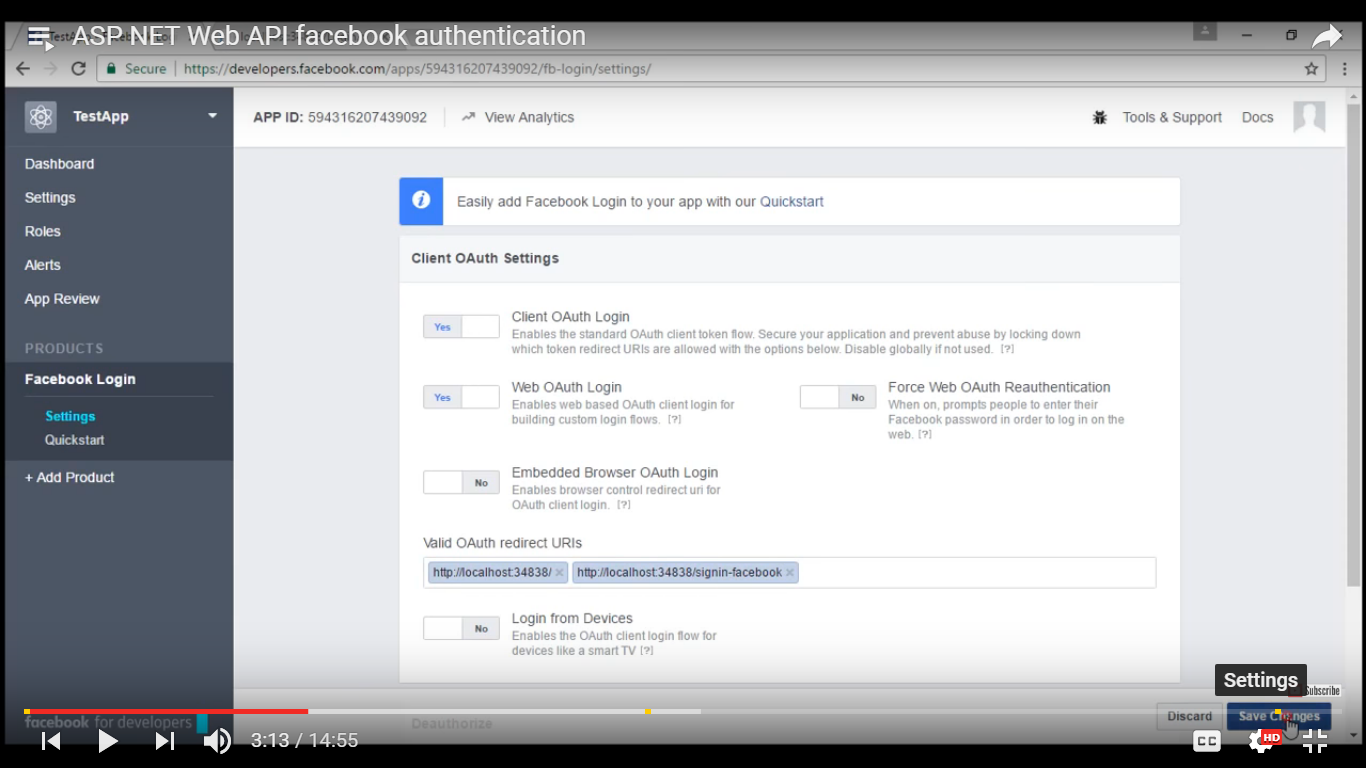 ASP NET Web API facebook authentication
Secure | https://developers.facebook.com/apps/594316207439092/fb-login/settings/
TestApp
APP ID: 594316207439092
View Analytics
Tools & Support
Docs
Dashboard
Settings
Roles
Alerts
App Review
PRODUCTS
Facebook Login
Settings
Quickstart
+ Add Product
Easily add Facebook Login to your app with our Quickstart
Client OAuth Settings
Yes
Client OAuth Login
Enables the standard OAuth client token flow. Secure your application and prevent abuse by locking down
which token redirect URIs are allowed with the options below. Disable globally if not used. [?]
Yes
Web OAuth Login
Enables web based OAuth client login for
building custom login flows. [?]
No
Force Web OAuth Reauthentication
When on, prompts people to enter their
Facebook password in order to log in on the
web. [?]
No
Embedded Browser OAuth Login
Enables browser control redirect uri for
OAuth client login. [?]
Valid OAuth redirect URIs
http://localhost:34838/ ×
http://localhost:34838/signin-facebook ×
No
Login from Devices
Enables the OAuth client login flow for
devices like a smart TV [?]
Settings
Subscribe
facebook for developers
Deauthorize
Discard
Save Changes
3:13 / 14:55
CC
HD